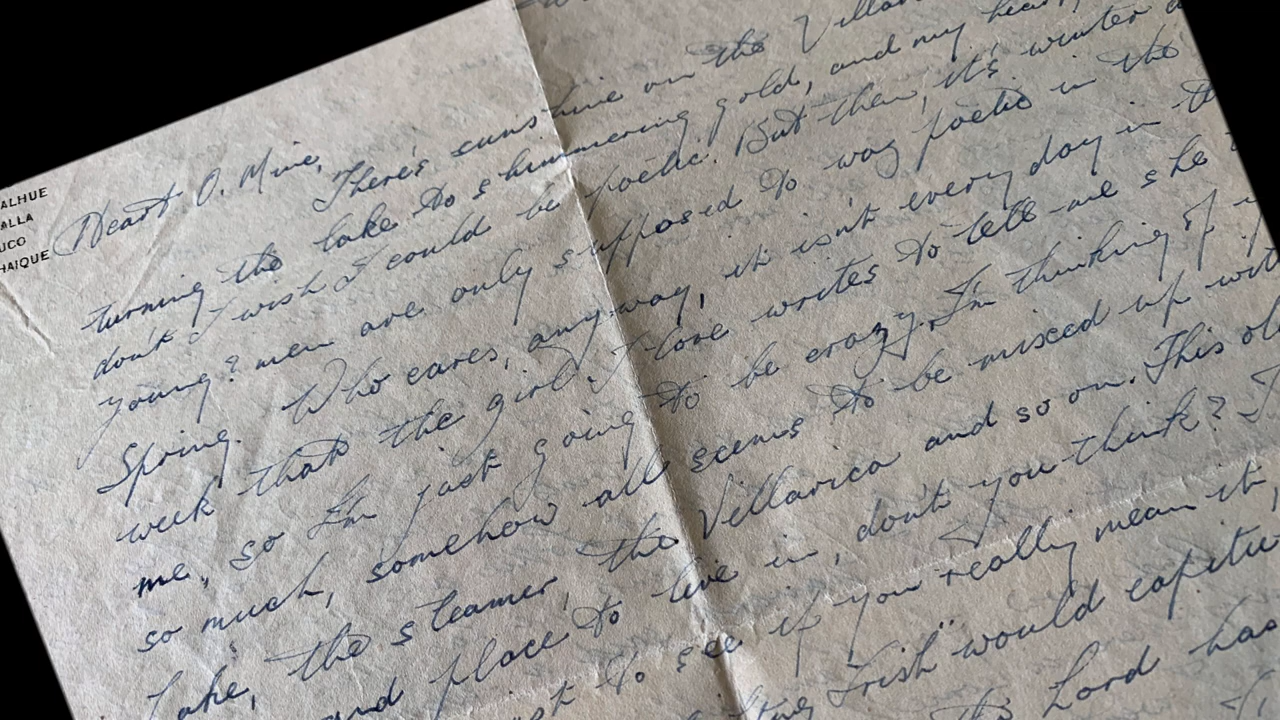 ALHUE
ALLA
UCO
HAIQUE
Heart O. Mine,
There's sunshine on the Villar
turning the lake to shimmering gold, and my hear
don't I wish I could be poetic. But then, it's winter a
young? men are only supposed to wax poetic in the
Spring. Who cares, anyway, it isn't every day in th
week that the girl I love writes to tell me she
me, so I'm just going to be crazy. I'm thinking of y
so much, somehow all seems to be mixed up wit
Lake, the steamer, the Villarica and so on. This ol
and place to live in, don't you think? I
to see if you really mean it,
ting Irish" would capitu
Lord has